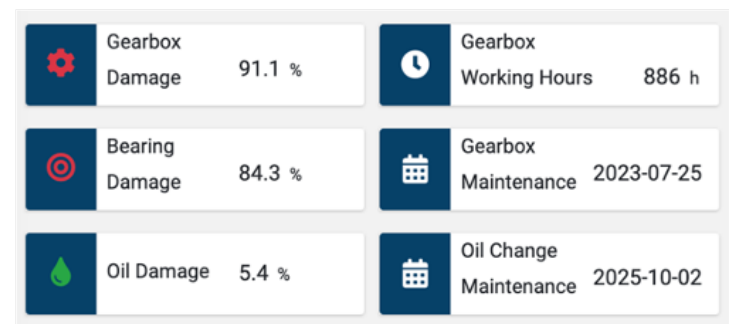 Gearbox
Damage 91.1 %
Gearbox
Working Hours 886 h
Bearing
Damage 84.3 %
Gearbox
Maintenance 2023-07-25
Oil Damage 5.4 %
Oil Change
Maintenance 2025-10-02